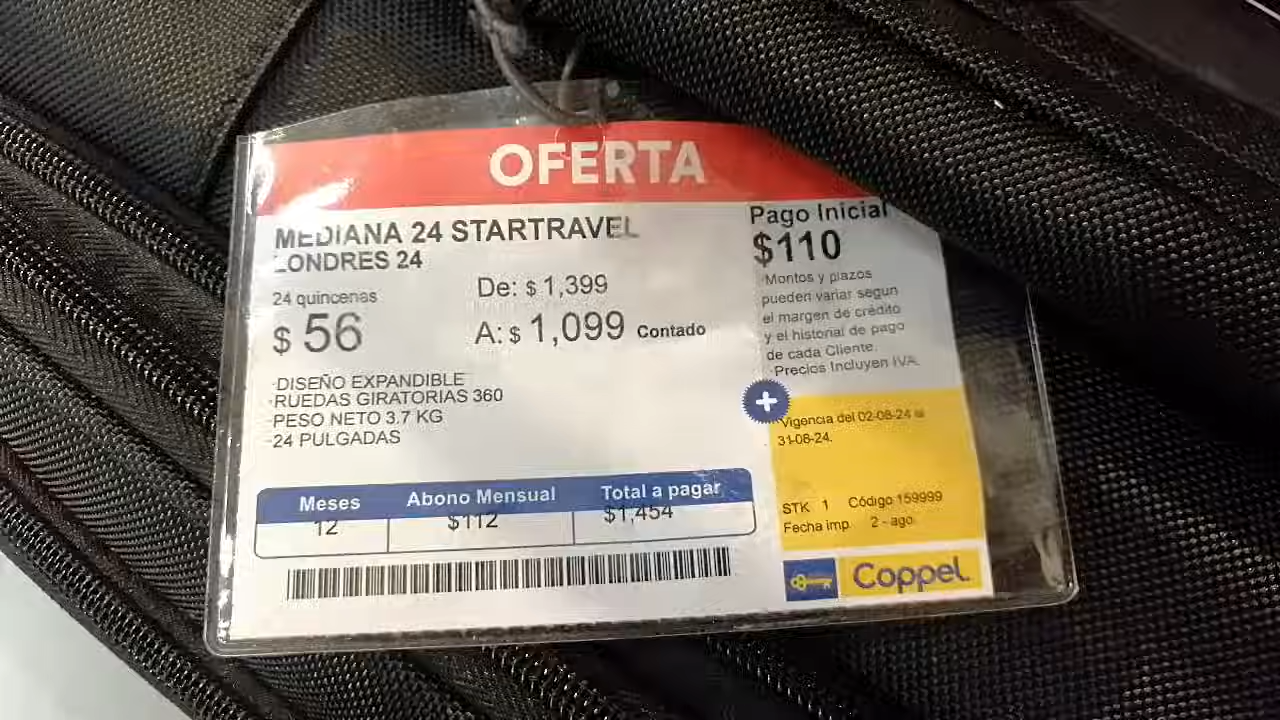 OFERTA
MEDIANA 24 STARTRAVEL
LONDRES 24
24 quincenas
$ 56
De: $ 1,399
A: $ 1,099 Contado
·DISEÑO EXPANDIBLE
·RUEDAS GIRATORIAS 360
·PESO NETO 3.7 KG
·24 PULGADAS
Meses Abono Mensual Total a pagar
12 $112 $1,454
Pago Inicial
$110
·Montos y plazos
pueden variar segun
el margen de crédito
y el historial de pago
de cada Cliente.
·Precios Incluyen IVA.
+
Vigencia del 02-08-24 al
31-08-24.
STK 1 Código 159999
Fecha imp. 2 - ago
Coppel